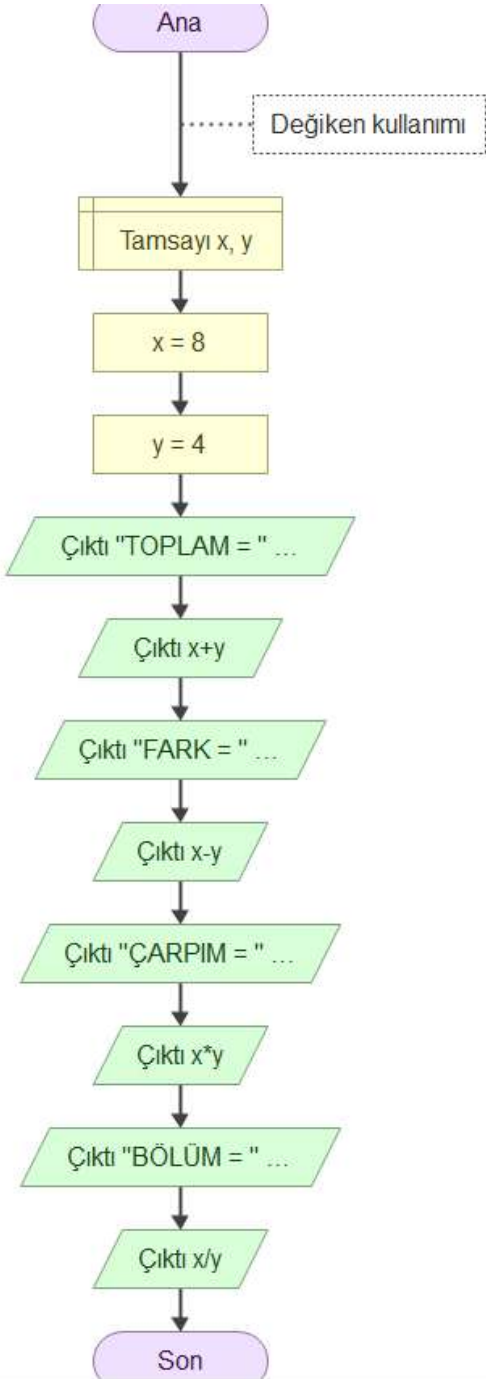 Ana
Değiken kullanımı
Tamsayı x, y
x = 8
y = 4
Çıktı "TOPLAM = " ...
Çıktı x+y
Çıktı "FARK = " ...
Çıktı x-y
Çıktı "ÇARPIM = " ...
Çıktı x*y
Çıktı "BÖLÜM = " ...
Çıktı x/y
Son